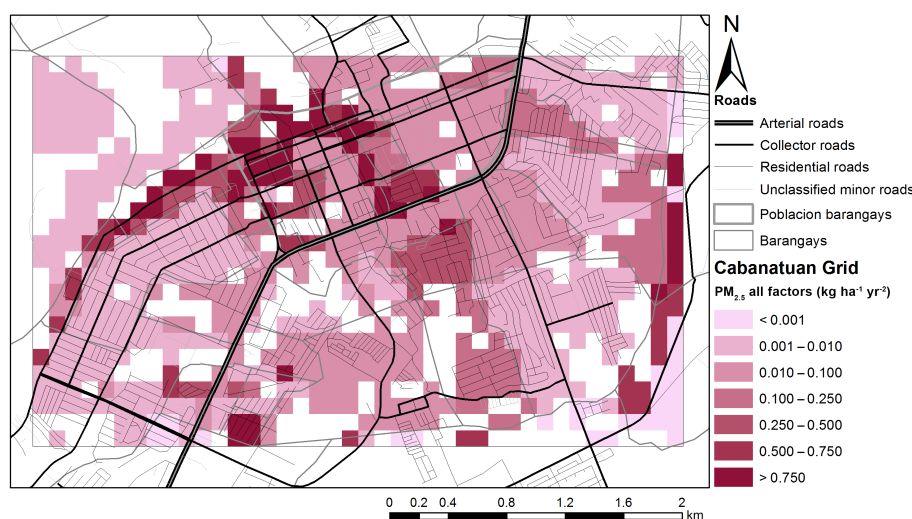 N
Roads
Arterial roads
Collector roads
Residential roads
Unclassified minor roads
Poblacion barangays
Barangays
Cabanatuan Grid
PM2.5 all factors (kg ha-1 yr-2)
< 0.001
0.001 – 0.010
0.010 – 0.100
0.100 – 0.250
0.250 – 0.500
0.500 – 0.750
> 0.750
0 0.2 0.4 0.8 1.2 1.6 2
km